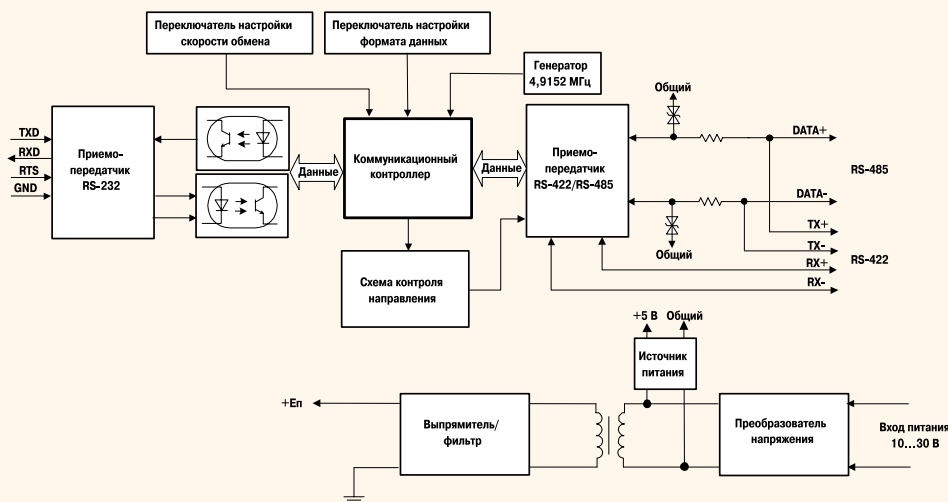 Переключатель настройки
скорости обмена
Переключатель настройки
формата данных
Генератор
4,9152 МГц
TXD
RXD
RTS
GND
Приемо-
передатчик
RS-232
Данные
Коммуникационный
контроллер
Данные
Приемо-
передатчик
RS-422/RS-485
Общий
DATA+
RS-485
DATA-
Общий
TX+
TX-
RX+
RS-422
RX-
Схема контроля
направления
+5 В
Общий
Источник
питания
+Еп
Выпрямитель/
фильтр
Преобразователь
напряжения
Вход питания
10...30 В